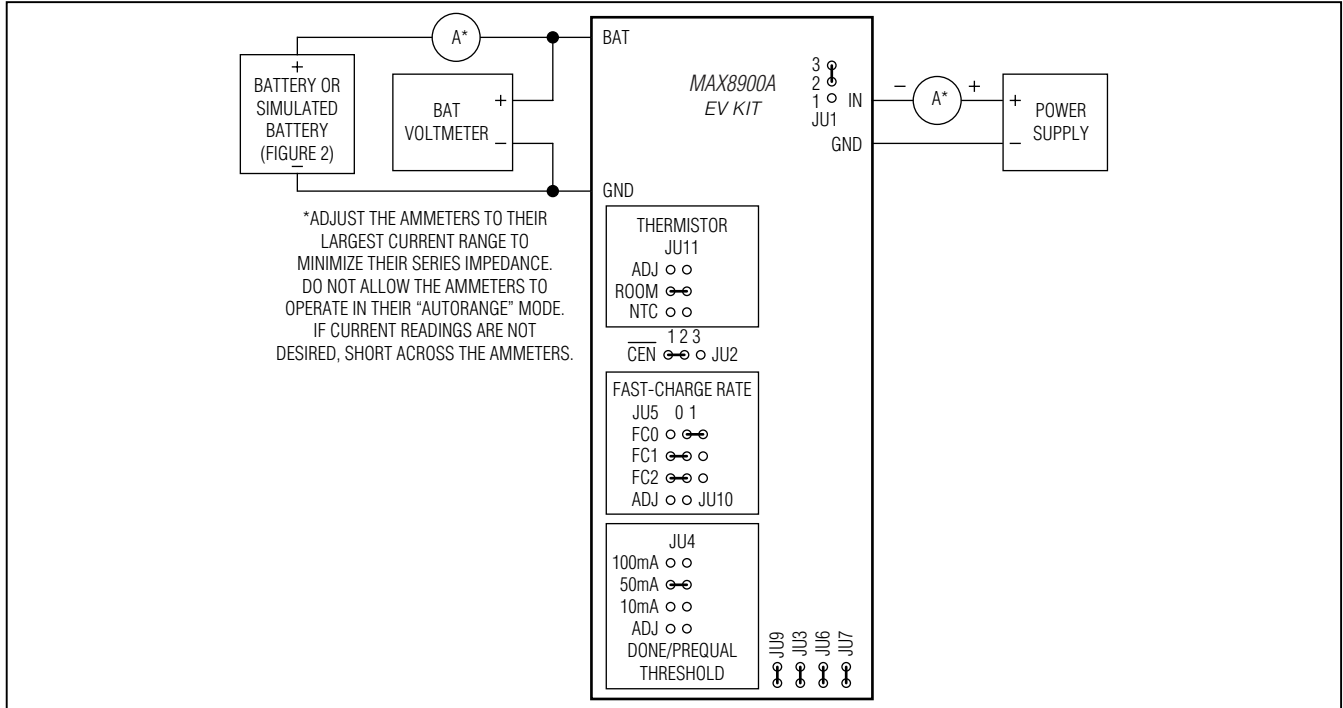 A*
+
BATTERY OR
SIMULATED
BATTERY
(FIGURE 2)
−
BAT
VOLTMETER
+
−
BAT
GND
MAX8900A
EV KIT
3
2
1
JU1
IN
GND
−
A*
+
+
POWER
SUPPLY
−
*ADJUST THE AMMETERS TO THEIR
LARGEST CURRENT RANGE TO
MINIMIZE THEIR SERIES IMPEDANCE.
DO NOT ALLOW THE AMMETERS TO
OPERATE IN THEIR “AUTORANGE” MODE.
IF CURRENT READINGS ARE NOT
DESIRED, SHORT ACROSS THE AMMETERS.
THERMISTOR
JU11
ADJ
ROOM
NTC
1 2 3
CEN JU2
FAST-CHARGE RATE
JU5 0 1
FC0
FC1
FC2
ADJ JU10
JU4
100mA
50mA
10mA
ADJ
DONE/PREQUAL
THRESHOLD
JU9
JU3
JU6
JU7